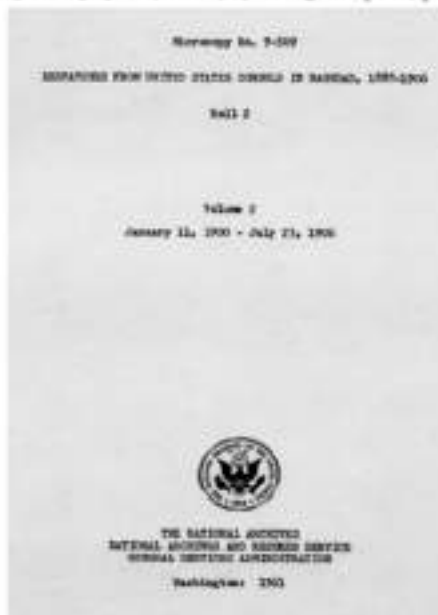 Microcopy No. T-509
DESPATCHES FROM UNITED STATES CONSULS IN BAGHDAD, 1888-1906
Roll 2
Volume 2
January 11, 1900 - July 23, 1906
THE NATIONAL ARCHIVES
NATIONAL ARCHIVES AND RECORDS SERVICE
GENERAL SERVICES ADMINISTRATION
Washington: 1961